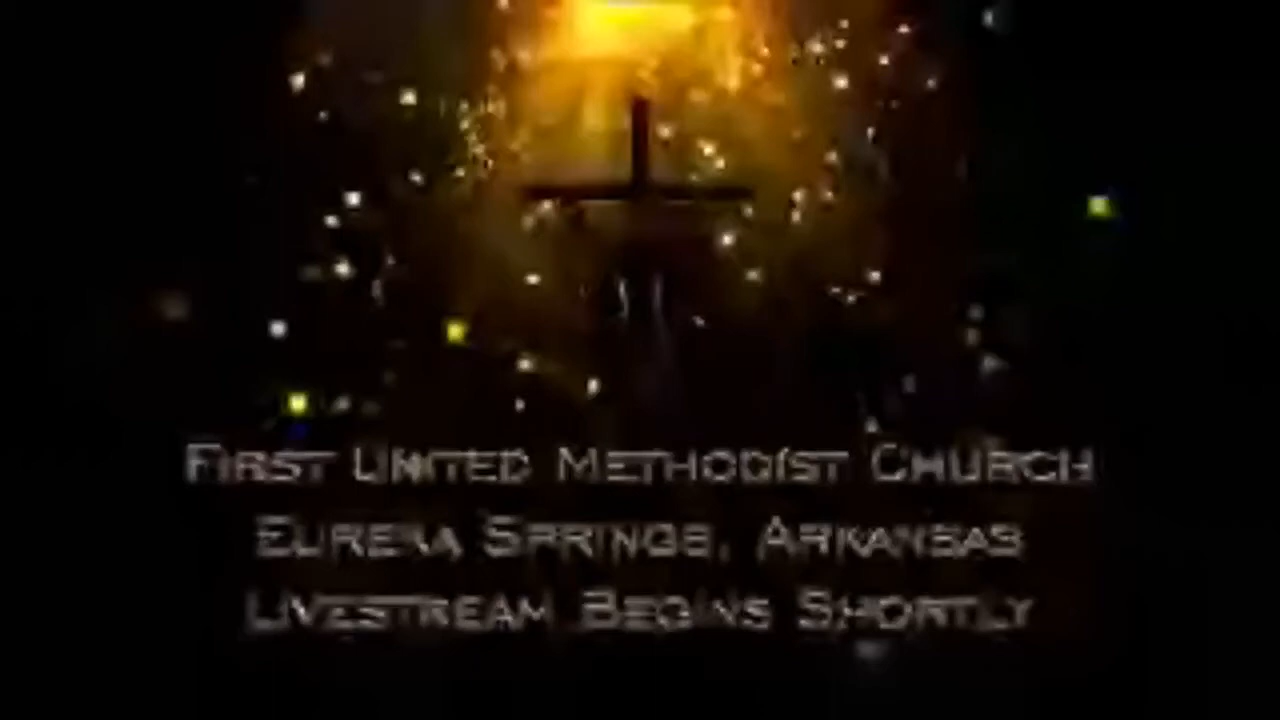 First United Methodist Church
Eureka Springs, Arkansas
Livestream Begins Shortly